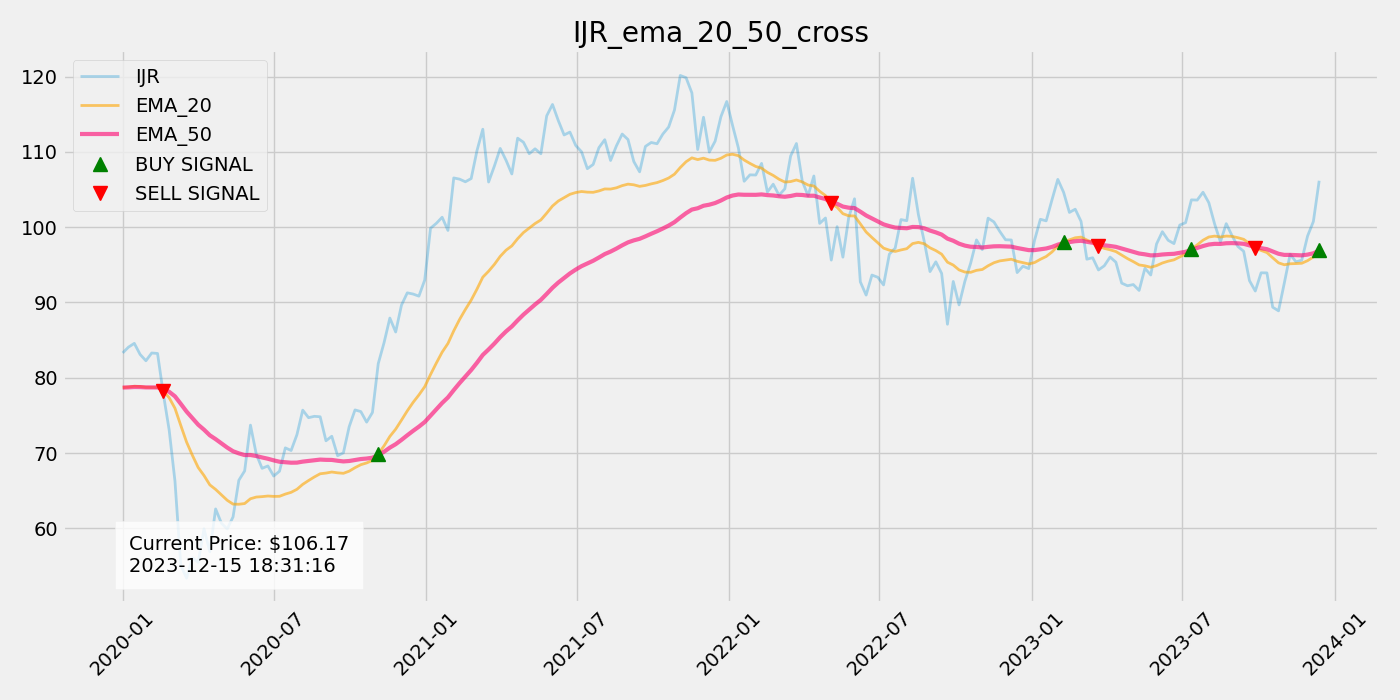 IJR_ema_20_50_cross
IJR
EMA_20
EMA_50
BUY SIGNAL
SELL SIGNAL
120
110
100
90
80
70
60
Current Price: $106.17
2023-12-15 18:31:16
2020-01
2020-07
2021-01
2021-07
2022-01
2022-07
2023-01
2023-07
2024-01